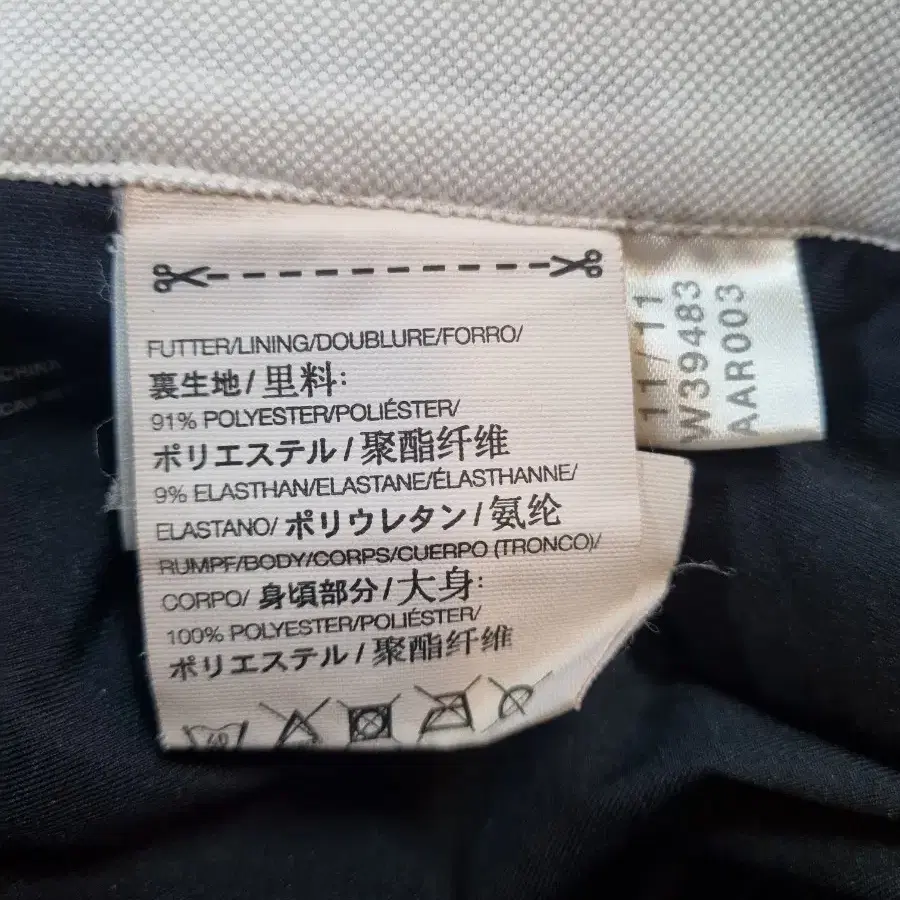 FUTTER/LINING/DOUBLURE/FORRO/
裏生地/里料:
91% POLYESTER/POLIÉSTER/
ポリエステル/聚酯纤维
9% ELASTHAN/ELASTANE/ÉLASTHANNE/
ELASTANO/ポリウレタン/氨纶
RUMPF/BODY/CORPS/CUERPO (TRONCO)/
CORPO/身頃部分/大身:
100% POLYESTER/POLIÉSTER/
ポリエステル/聚酯纤维
40
11/11
W39483
AAR003
CHINA